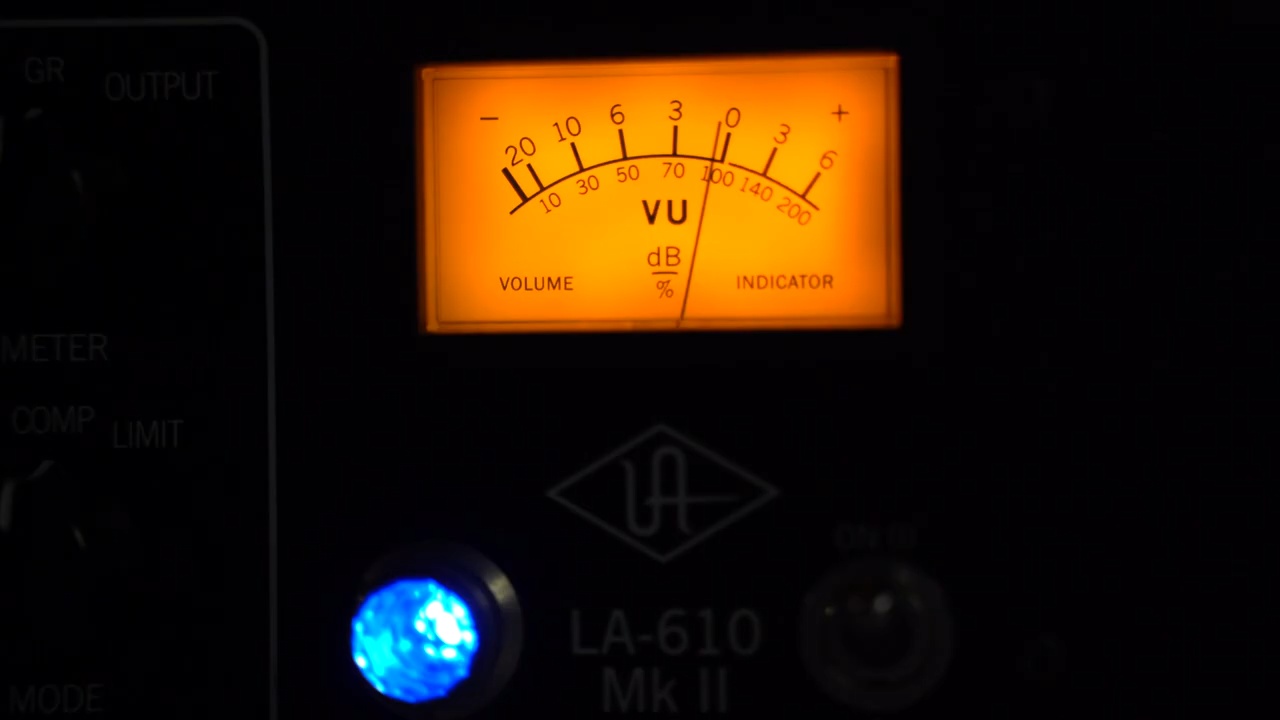 GR OUTPUT
METER
COMP LIMIT
MODE
− +
20 10 6 3 0 3 6
10 30 50 70 100 140 200
VU
dB
%
VOLUME INDICATOR
UA
LA-610
Mk II